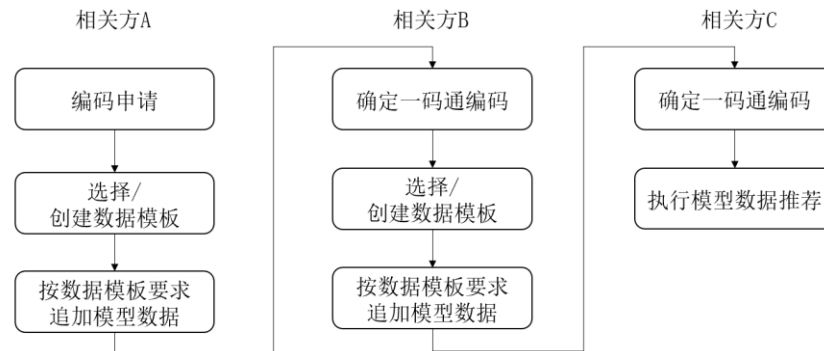 相关方A
编码申请
选择/
创建数据模板
按数据模板要求
追加模型数据
相关方B
确定一码通编码
选择/
创建数据模板
按数据模板要求
追加模型数据
相关方C
确定一码通编码
执行模型数据推荐